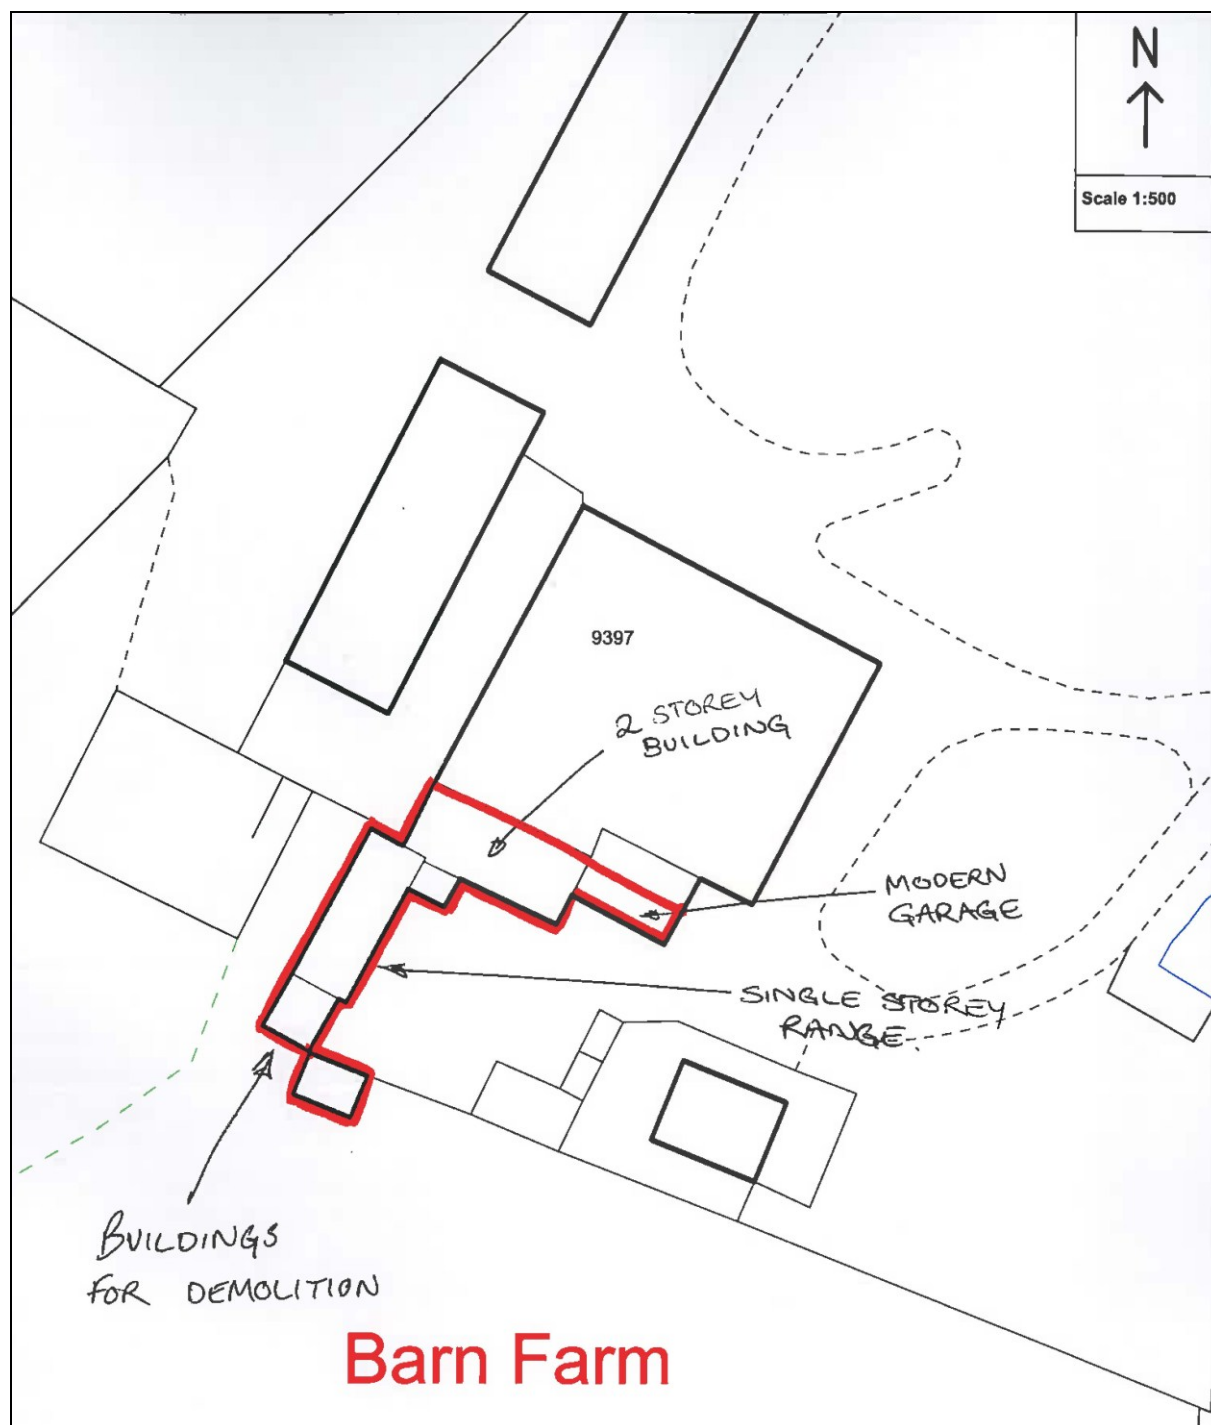 N
Scale 1:500
9397
2 STOREY
BUILDING
MODERN
GARAGE
SINGLE STOREY
RANGE.
BUILDINGS
FOR DEMOLITION
Barn Farm